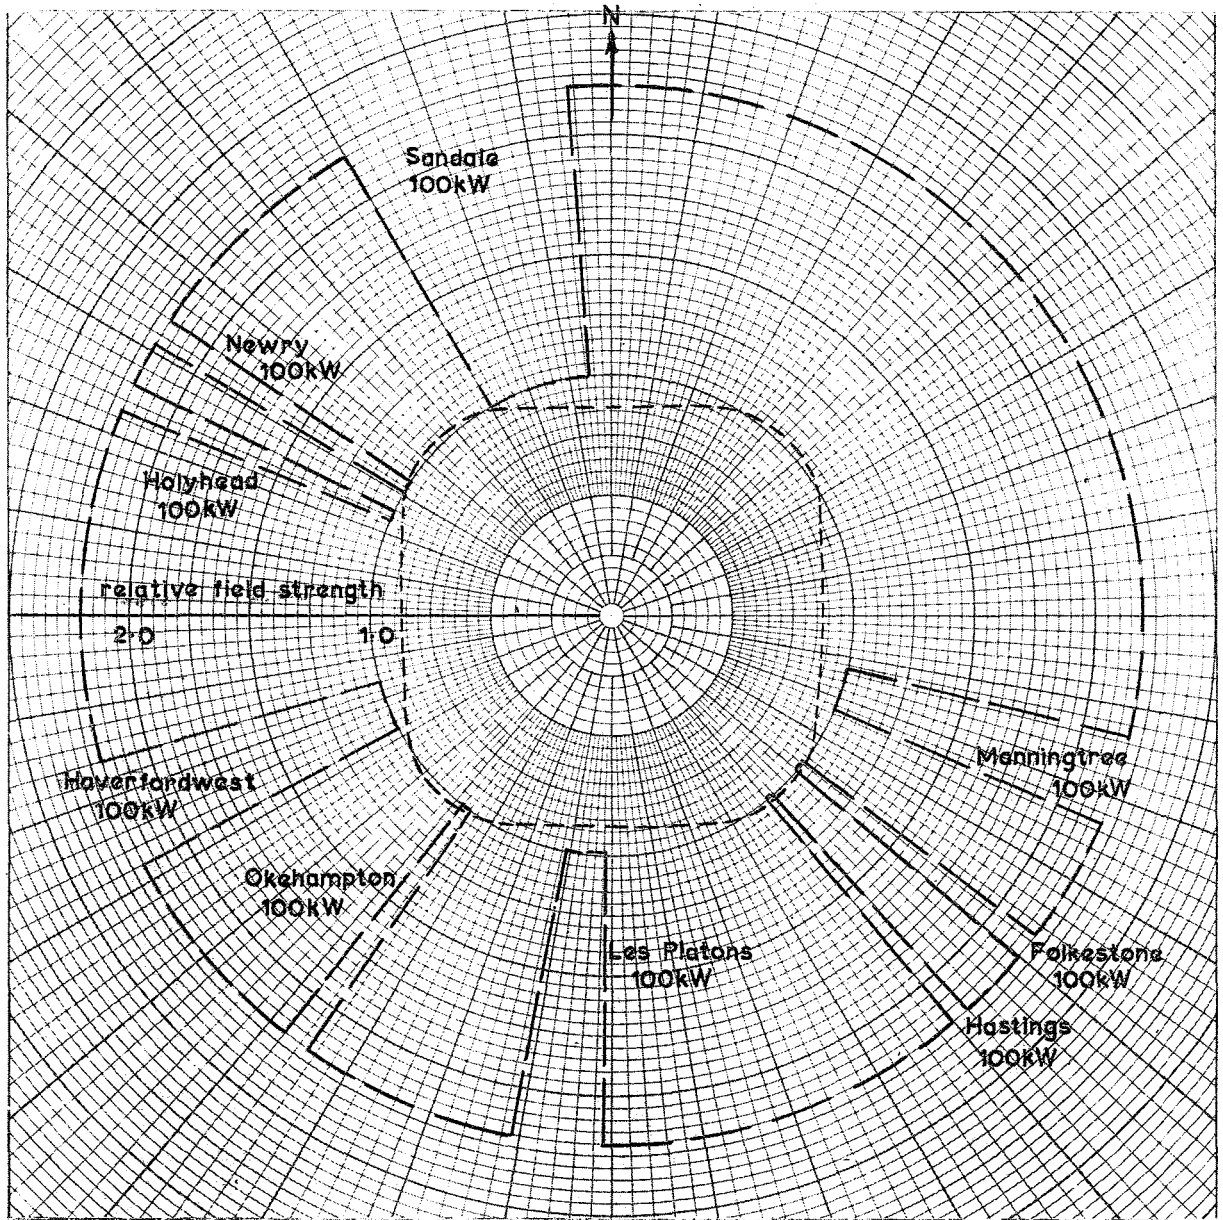 N
Sandale
100kW
Newry
100kW
Holyhead
100kW
relative field strength
2·0
1·0
Manningtree
100kW
Haverfordwest
100kW
Okehampton
100kW
Les Platons
100kW
Folkestone
100kW
Hastings
100kW